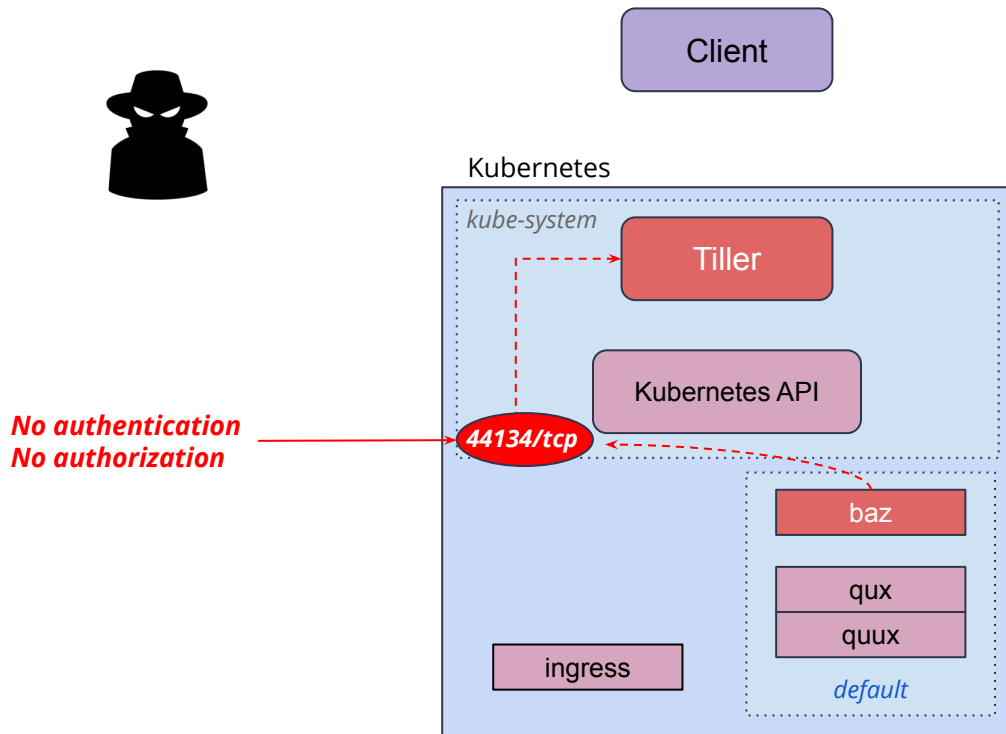 Client
Kubernetes
kube-system
Tiller
Kubernetes API
No authentication
No authorization
44134/tcp
baz
qux
quux
ingress
default